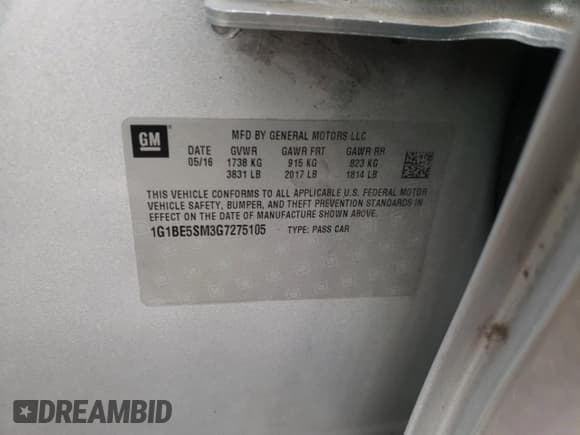 GM
MFD BY GENERAL MOTORS LLC
DATE GVWR GAWR FRT GAWR RR
05/16 1738 KG 915 KG 823 KG
3831 LB 2017 LB 1814 LB
THIS VEHICLE CONFORMS TO ALL APPLICABLE U.S. FEDERAL MOTOR
VEHICLE SAFETY, BUMPER, AND THEFT PREVENTION STANDARDS IN
EFFECT ON THE DATE OF MANUFACTURE SHOWN ABOVE.
1G1BE5SM3G7275105 TYPE: PASS CAR
DREAMBID